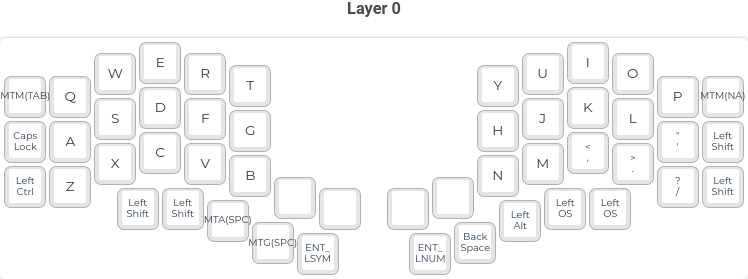 Layer 0
MTM(TAB) Q W E R T Y U I O P MTM(NA)
Caps Lock A S D F G H J K L " ' Left Shift
Left Ctrl Z X C V B N M < , > . ? / Left Shift
Left Shift Left Shift MTA(SPC) MTG(SPC) ENT_ LSYM ENT_ LNUM Back Space Left Alt Left OS Left OS